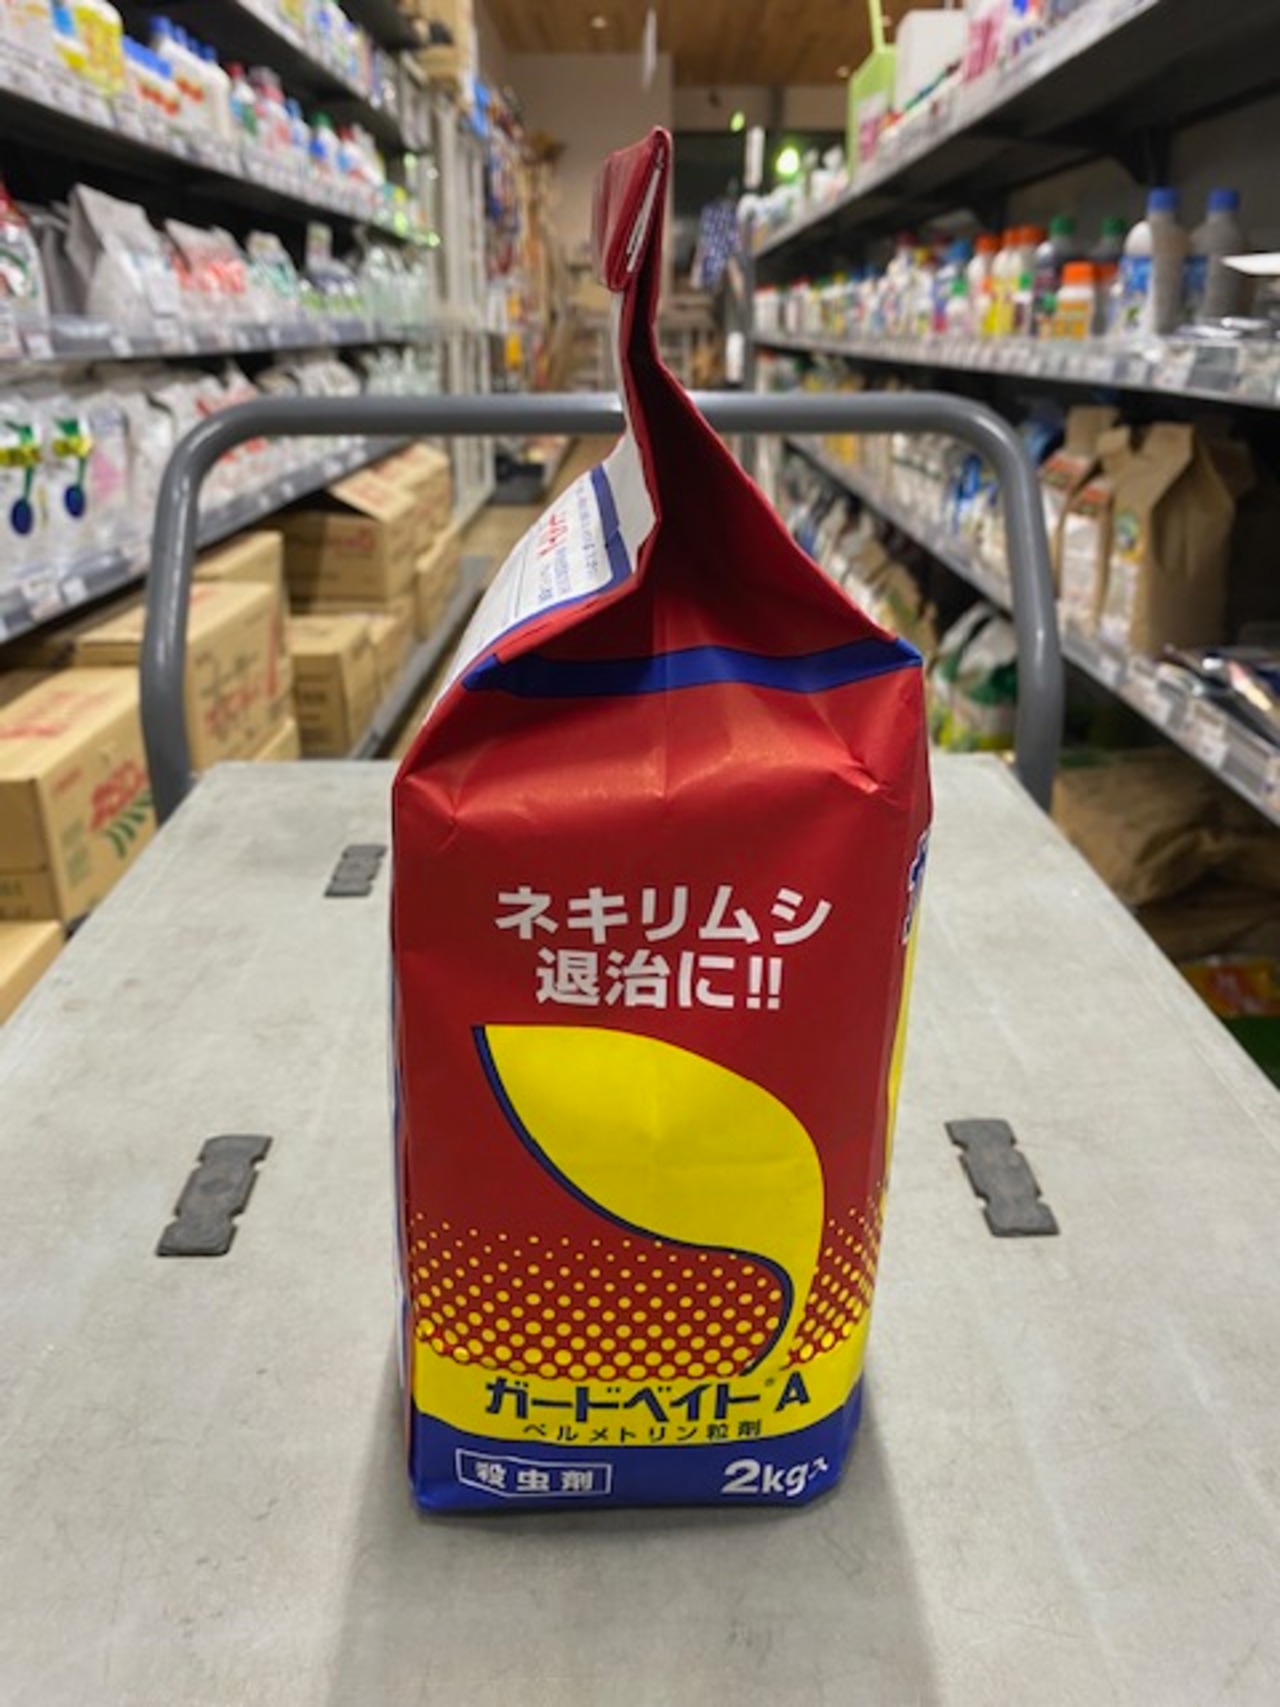 ネキリムシ
退治に!!
ガードベイト®A
ペルメトリン粒剤
殺虫剤
2kg入